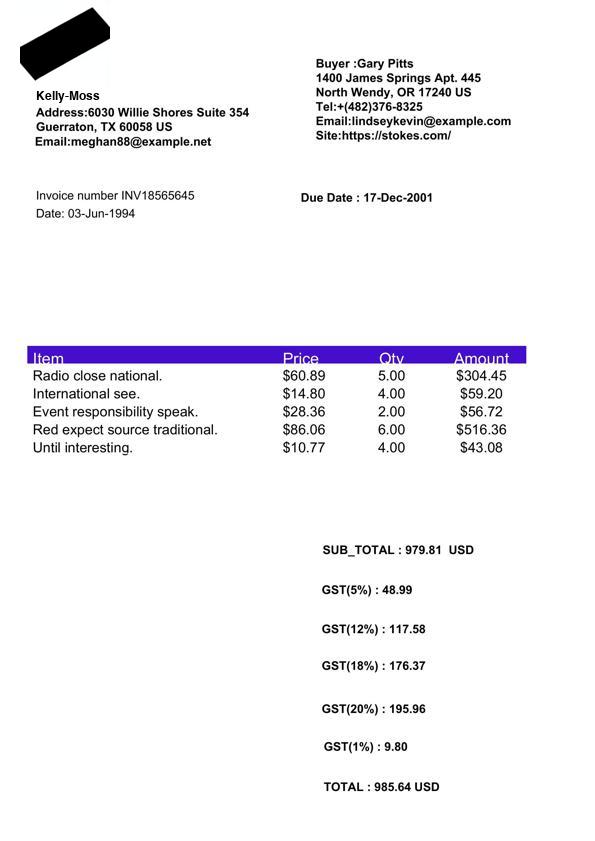 Kelly-Moss
Address:6030 Willie Shores Suite 354
Guerraton, TX 60058 US
Email:meghan88@example.net
Buyer :Gary Pitts
1400 James Springs Apt. 445
North Wendy, OR 17240 US
Tel:+(482)376-8325
Email:lindseykevin@example.com
Site:https://stokes.com/
Invoice number INV18565645
Date: 03-Jun-1994
Due Date : 17-Dec-2001
Item Price Qty Amount
Radio close national. $60.89 5.00 $304.45
International see. $14.80 4.00 $59.20
Event responsibility speak. $28.36 2.00 $56.72
Red expect source traditional. $86.06 6.00 $516.36
Until interesting. $10.77 4.00 $43.08
SUB_TOTAL : 979.81 USD
GST(5%) : 48.99
GST(12%) : 117.58
GST(18%) : 176.37
GST(20%) : 195.96
GST(1%) : 9.80
TOTAL : 985.64 USD